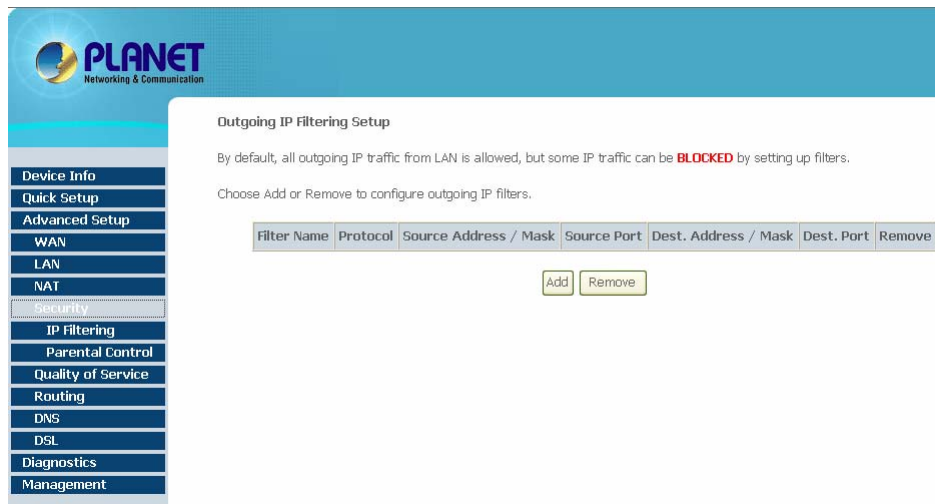 PLANET
Networking & Communication
Outgoing IP Filtering Setup
By default, all outgoing IP traffic from LAN is allowed, but some IP traffic can be BLOCKED by setting up filters.
Choose Add or Remove to configure outgoing IP filters.
Filter Name Protocol Source Address / Mask Source Port Dest. Address / Mask Dest. Port Remove
Add Remove
Device Info
Quick Setup
Advanced Setup
WAN
LAN
NAT
Security
IP Filtering
Parental Control
Quality of Service
Routing
DNS
DSL
Diagnostics
Management